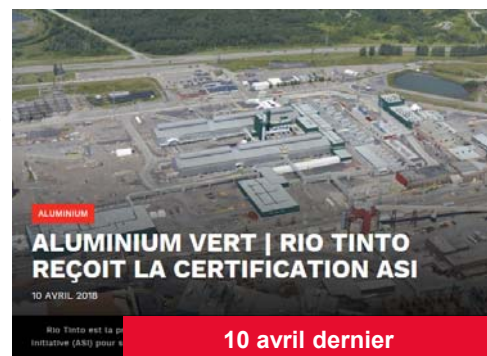 ALUMINIUM
ALUMINIUM VERT | RIO TINTO
REÇOIT LA CERTIFICATION ASI
10 AVRIL 2018
Rio Tinto est la
Initiative (ASI) pour
10 avril dernier